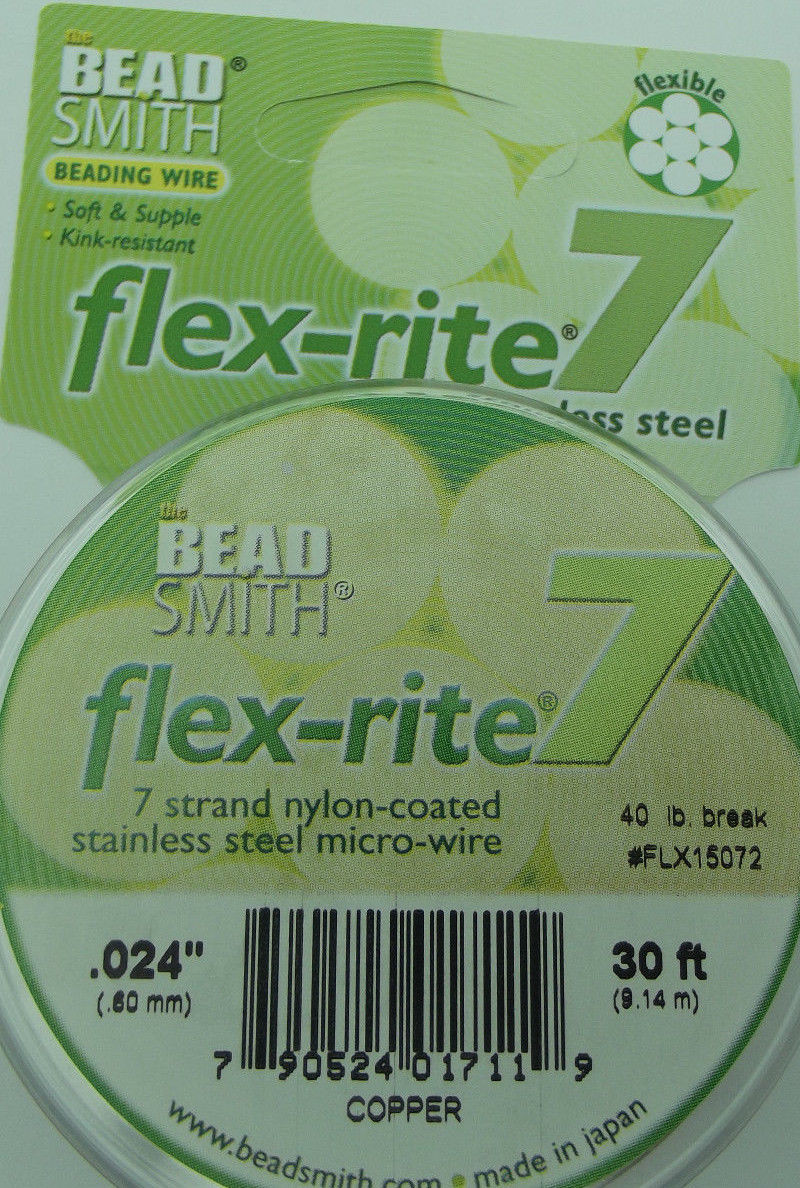 the
BEAD®
SMITH
BEADING WIRE
• Soft & Supple
• Kink-resistant
flexible
flex-rite®7
steel
the
BEAD
SMITH®
flex-rite®7
7 strand nylon-coated
stainless steel micro-wire
40 lb. break
#FLX15072
.024"
(.60 mm)
30 ft
(9.14 m)
7 90524 01711 9
COPPER
www.beadsmith.com • made in japan